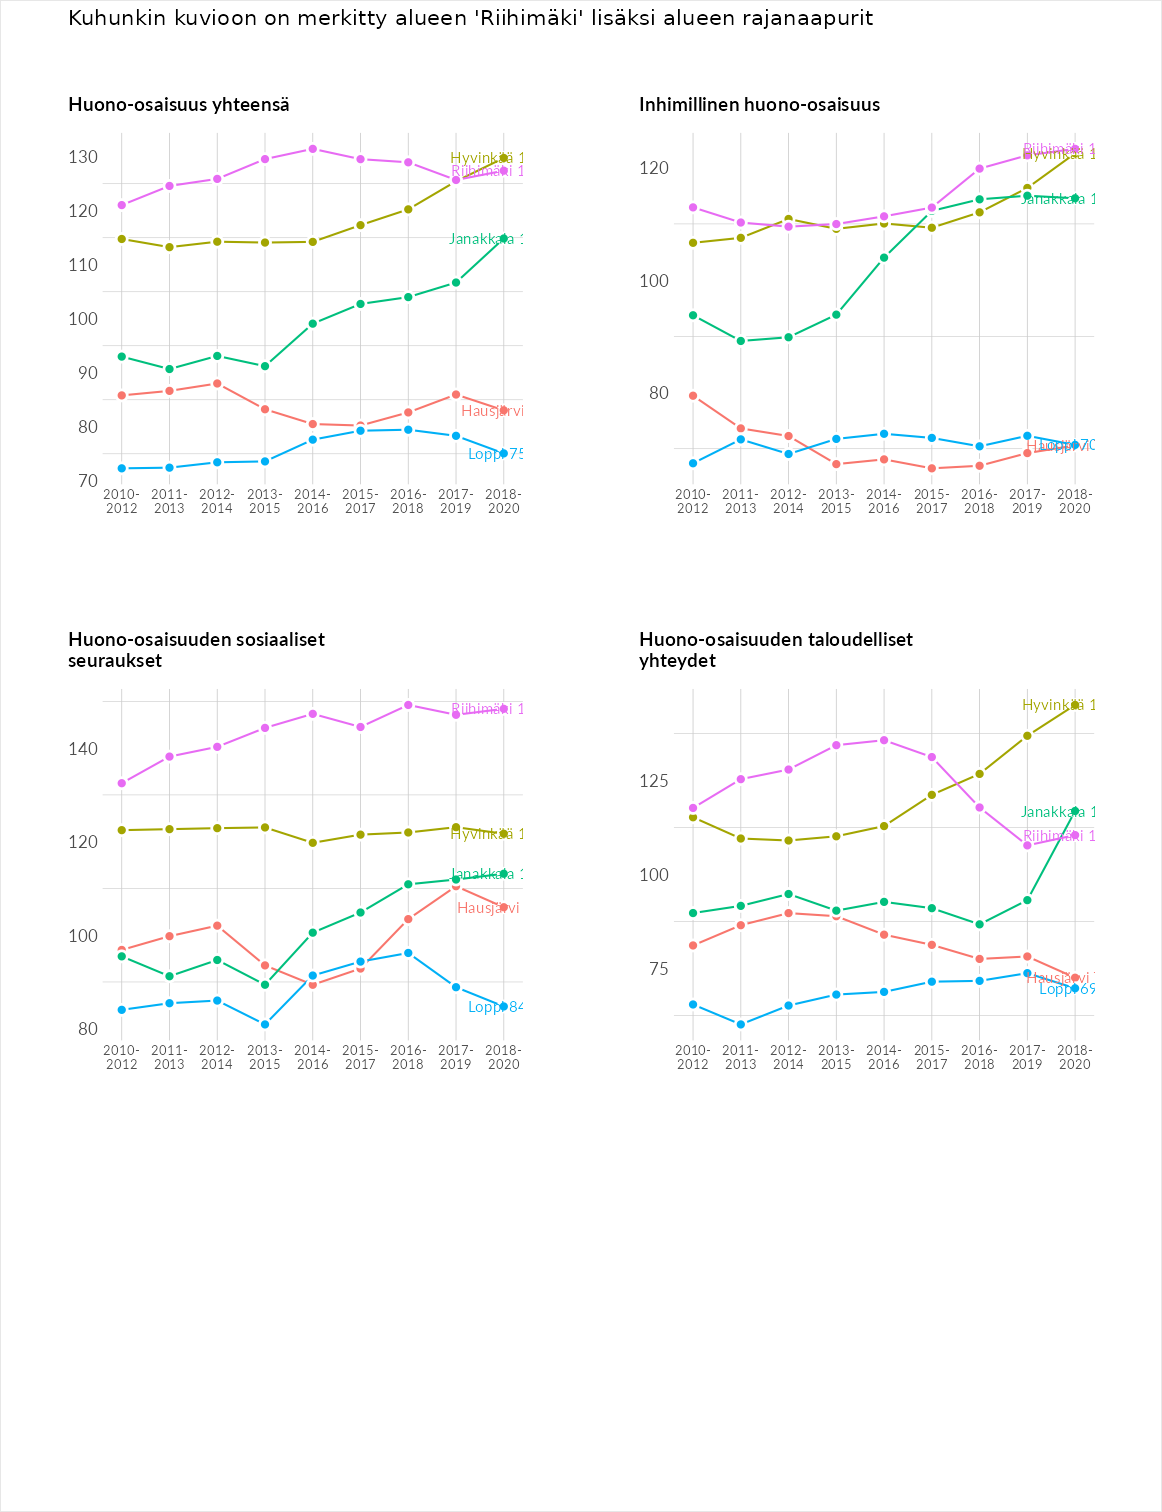 Kuhunkin kuvioon on merkitty alueen 'Riihimäki' lisäksi alueen rajanaapurit
Huono-osaisuus yhteensä
130
120
110
100
90
80
70
Hyvinkää 1
Riihimäki 1
Janakkala 1
Hausjärvi
Loppi 75
2010-2012 2011-2013 2012-2014 2013-2015 2014-2016 2015-2017 2016-2018 2017-2019 2018-2020
Inhimillinen huono-osaisuus
120
100
80
Riihimäki 1
Hyvinkää 1
Janakkala 1
Hausjärvi
Loppi 70
2010-2012 2011-2013 2012-2014 2013-2015 2014-2016 2015-2017 2016-2018 2017-2019 2018-2020
Huono-osaisuuden sosiaaliset
seuraukset
140
120
100
80
Riihimäki 1
Hyvinkää 1
Janakkala 1
Hausjärvi
Loppi 84
2010-2012 2011-2013 2012-2014 2013-2015 2014-2016 2015-2017 2016-2018 2017-2019 2018-2020
Huono-osaisuuden taloudelliset
yhteydet
125
100
75
Hyvinkää 1
Janakkala 1
Riihimäki 1
Hausjärvi
Loppi 69
2010-2012 2011-2013 2012-2014 2013-2015 2014-2016 2015-2017 2016-2018 2017-2019 2018-2020